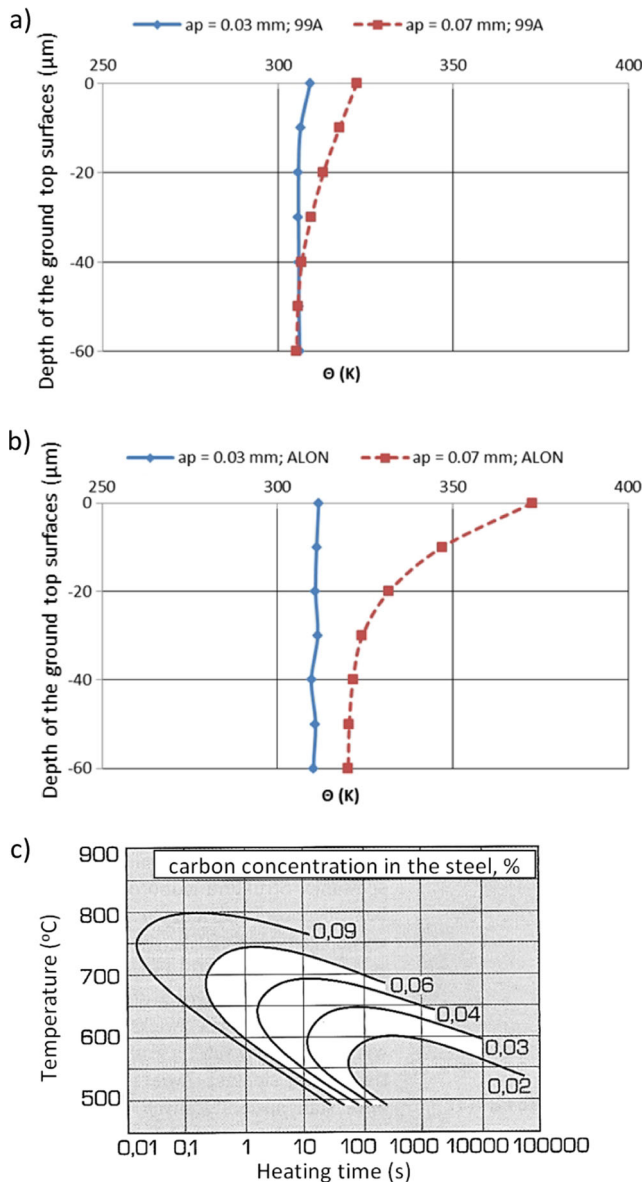 a)
ap = 0.03 mm; 99A
ap = 0.07 mm; 99A
250 300 350 400
Depth of the ground top surfaces (µm)
0
-20
-40
-60
Θ (K)
b)
ap = 0.03 mm; ALON
ap = 0.07 mm; ALON
250 300 350 400
Depth of the ground top surfaces (µm)
0
-20
-40
-60
Θ (K)
c)
carbon concentration in the steel, %
Temperature (ºC)
900
800
700
600
500
0,09
0,06
0,04
0,03
0,02
0,01 0,1 1 10 100 1000 10000 100000
Heating time (s)